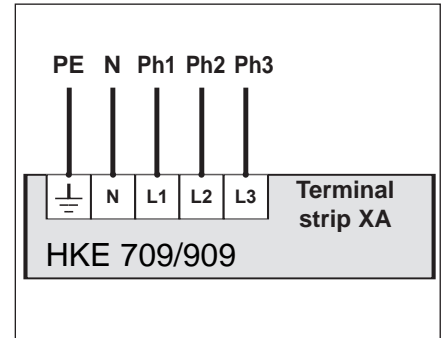 PE N Ph1 Ph2 Ph3
N L1 L2 L3
Terminal
strip XA
HKE 709/909